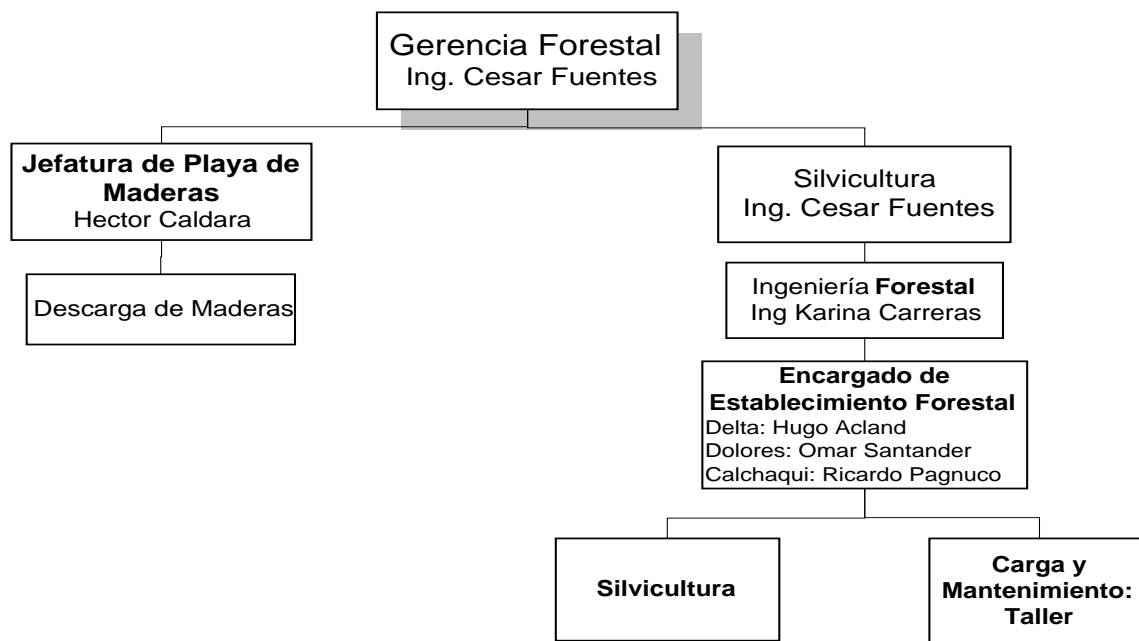 Gerencia Forestal
Ing. Cesar Fuentes
Jefatura de Playa de
Maderas
Hector Caldara
Silvicultura
Ing. Cesar Fuentes
Descarga de Maderas
Ingeniería Forestal
Ing Karina Carreras
Encargado de
Establecimiento Forestal
Delta: Hugo Acland
Dolores: Omar Santander
Calchaqui: Ricardo Pagnuco
Silvicultura
Carga y
Mantenimiento:
Taller